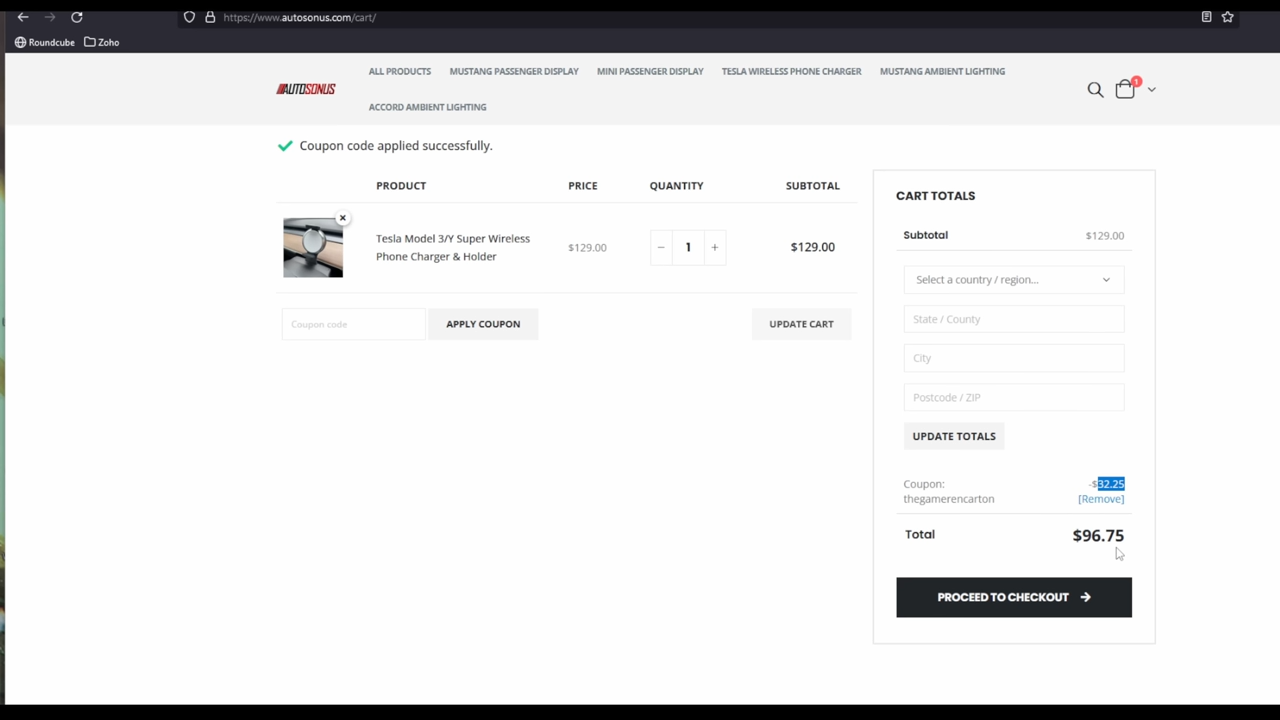 https://www.autosonus.com/cart/
Roundcube
Zoho
ALL PRODUCTS
MUSTANG PASSENGER DISPLAY
MINI PASSENGER DISPLAY
TESLA WIRELESS PHONE CHARGER
MUSTANG AMBIENT LIGHTING
AUTOSONUS
1
ACCORD AMBIENT LIGHTING
Coupon code applied successfully.
PRODUCT
PRICE
QUANTITY
SUBTOTAL
Tesla Model 3/Y Super Wireless
Phone Charger & Holder
$129.00
− 1 +
$129.00
Coupon code
APPLY COUPON
UPDATE CART
CART TOTALS
Subtotal
$129.00
Select a country / region...
State / County
City
Postcode / ZIP
UPDATE TOTALS
Coupon:
thegamerencarton
-$32.25
[Remove]
Total
$96.75
PROCEED TO CHECKOUT →